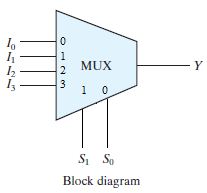 I₀ 0
I₁ 1
I₂ 2 MUX Y
I₃ 3
1 0
S₁ S₀
Block diagram